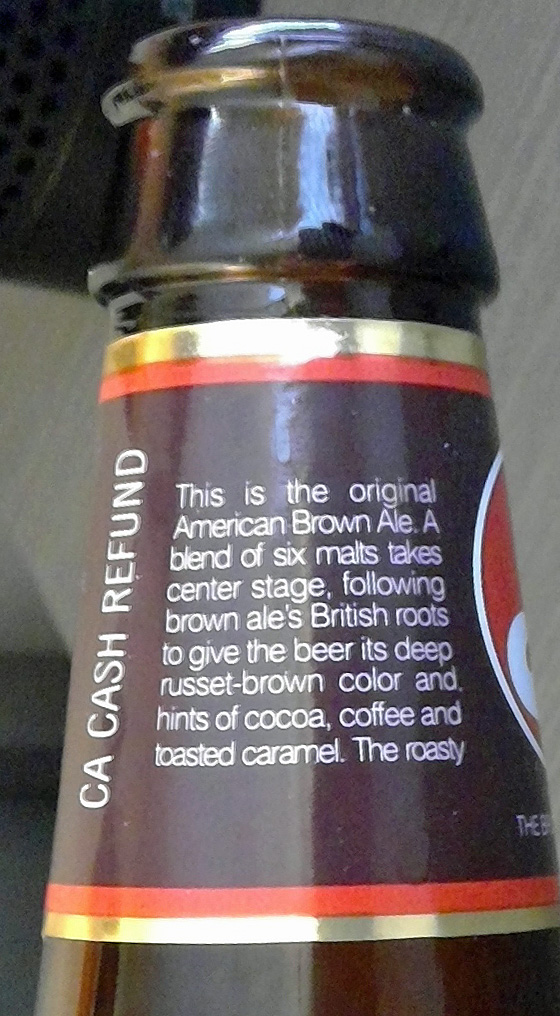 CA CASH REFUND
This is the original
American Brown Ale. A
blend of six malts takes
center stage, following
brown ale's British roots
to give the beer its deep
russet-brown color and
hints of cocoa, coffee and
toasted caramel. The roasty
THE